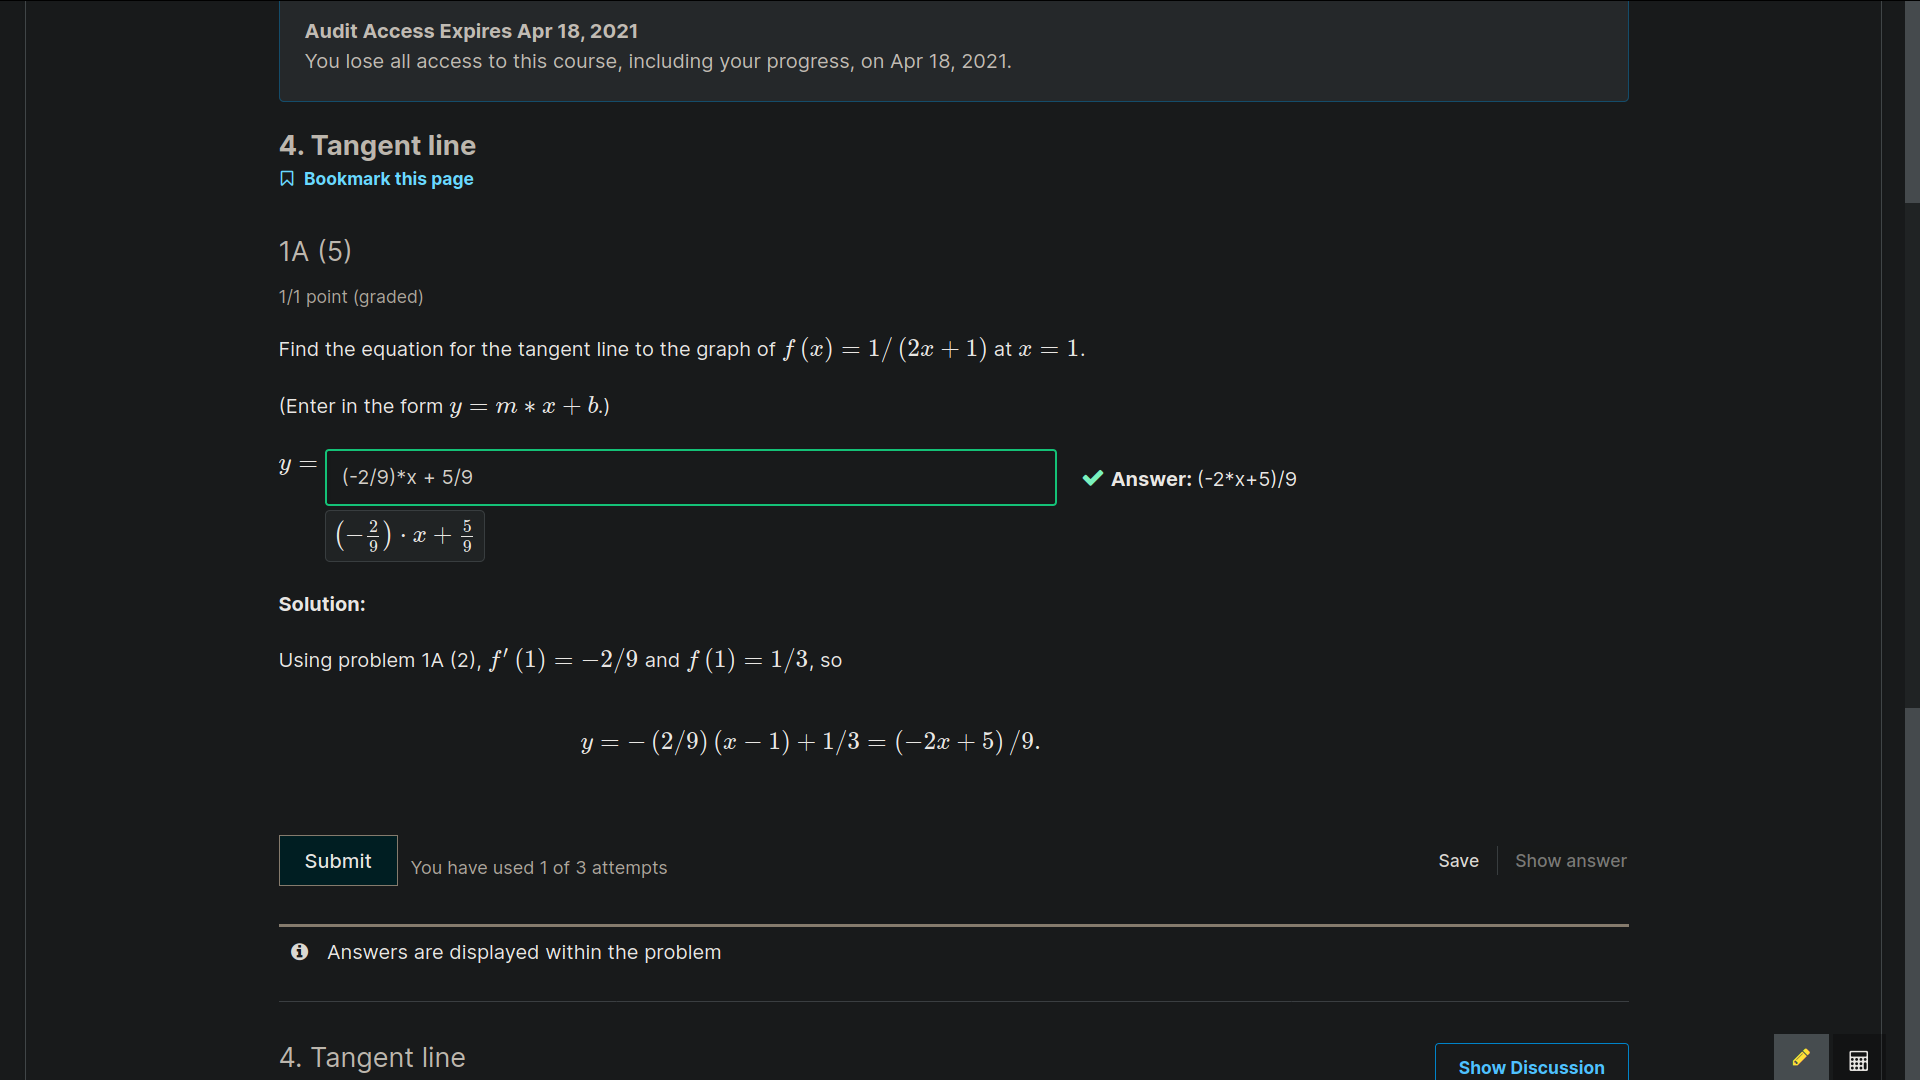 Audit Access Expires Apr 18, 2021
You lose all access to this course, including your progress, on Apr 18, 2021.
4. Tangent line
Bookmark this page
1A (5)
1/1 point (graded)
Find the equation for the tangent line to the graph of f (x) = 1/ (2x + 1) at x = 1.
(Enter in the form y = m ∗ x + b.)
y = (-2/9)*x + 5/9 Answer: (-2*x+5)/9
(−2/9) · x + 5/9
Solution:
Using problem 1A (2), f′ (1) = −2/9 and f (1) = 1/3, so
y = − (2/9) (x − 1) + 1/3 = (−2x + 5) /9.
Submit You have used 1 of 3 attempts Save Show answer
Answers are displayed within the problem
4. Tangent line
Show Discussion